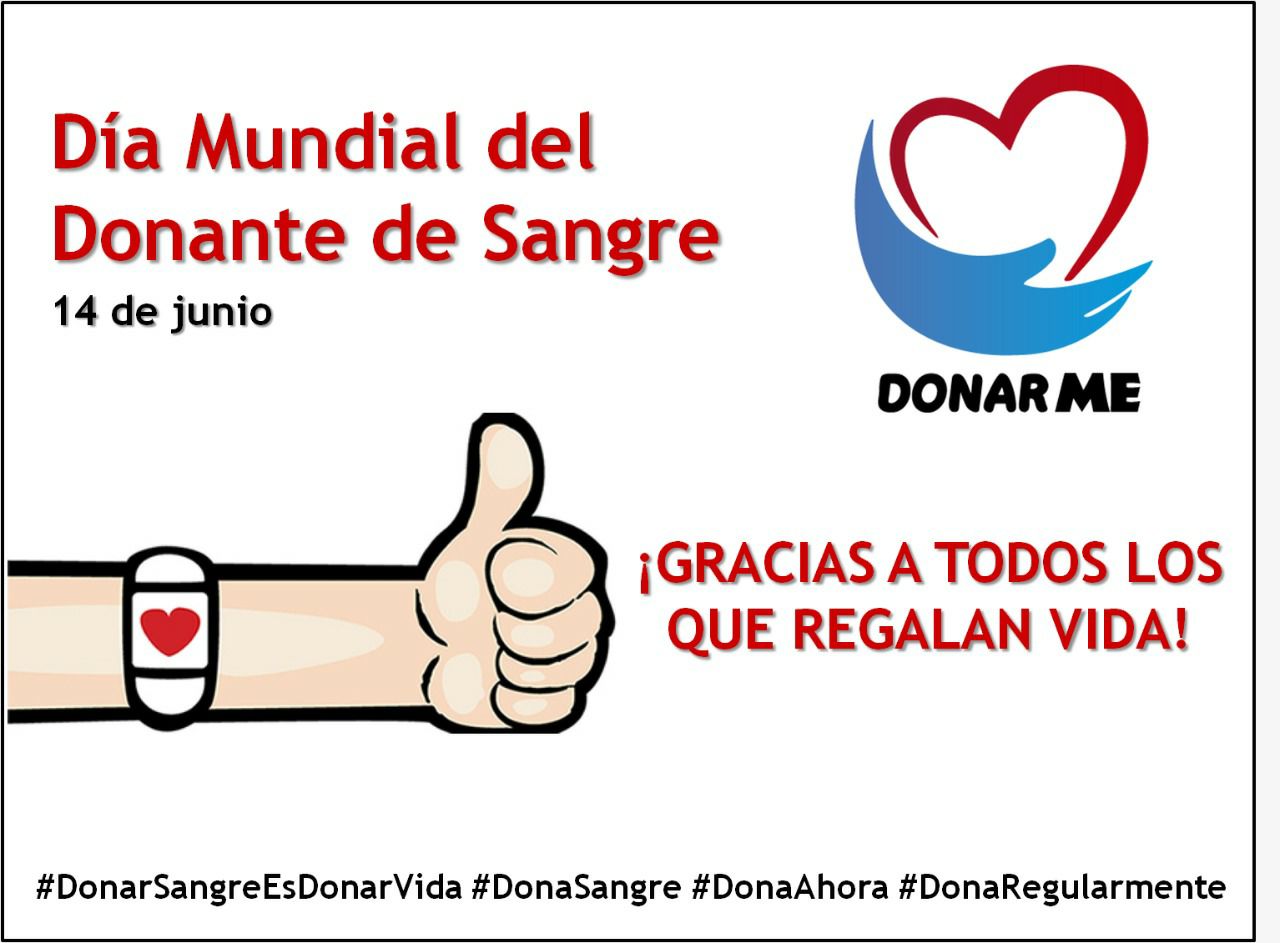 Día Mundial del
Donante de Sangre
14 de junio
DONAR ME
¡GRACIAS A TODOS LOS
QUE REGALAN VIDA!
#DonarSangreEsDonarVida #DonaSangre #DonaAhora #DonaRegularmente